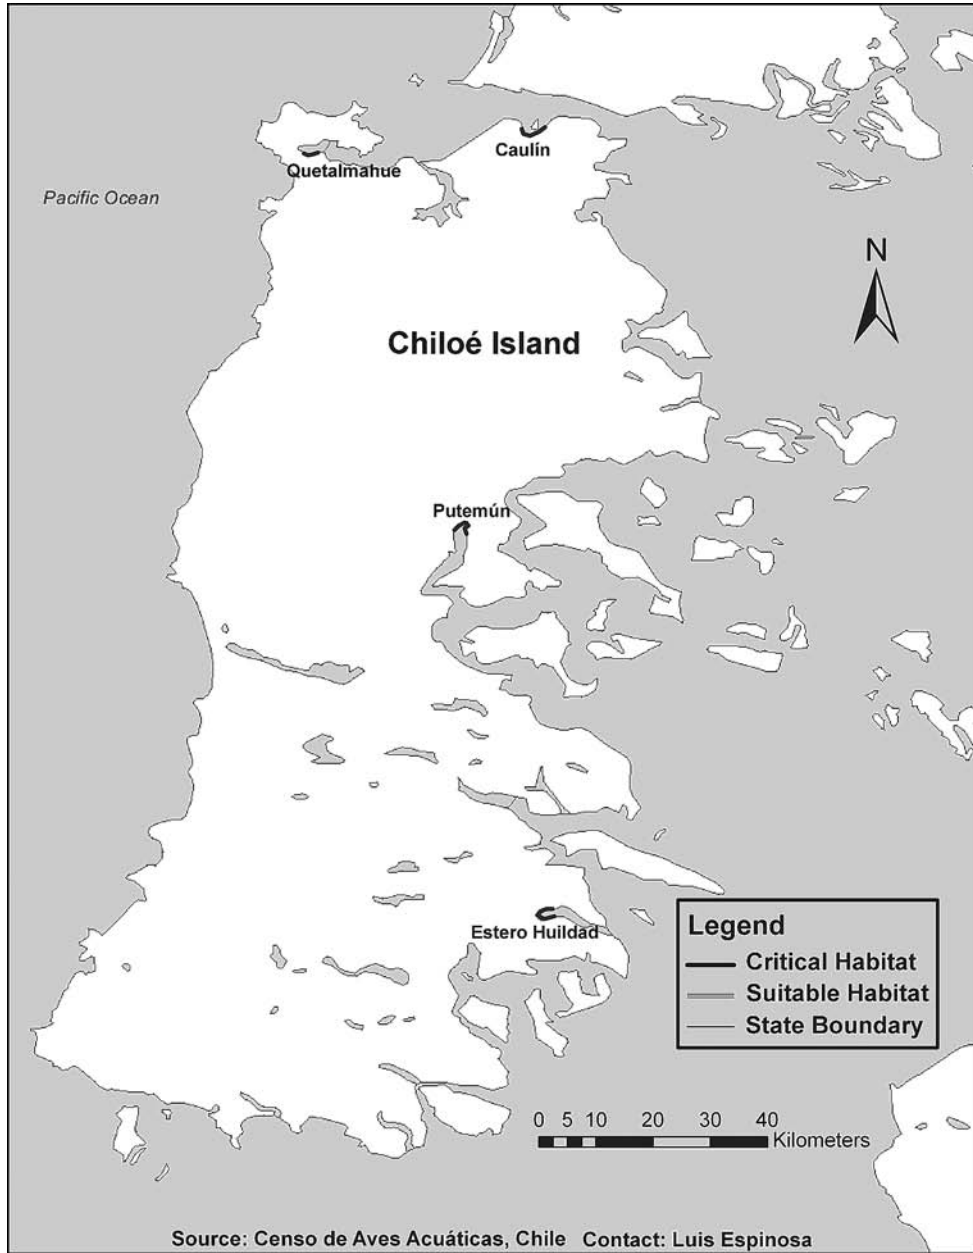 Caulín
Quetalmahue
Pacific Ocean
N
Chiloé Island
Putemún
Estero Huildad
Legend
Critical Habitat
Suitable Habitat
State Boundary
0 5 10 20 30 40
Kilometers
Source: Censo de Aves Acuáticas, Chile Contact: Luis Espinosa